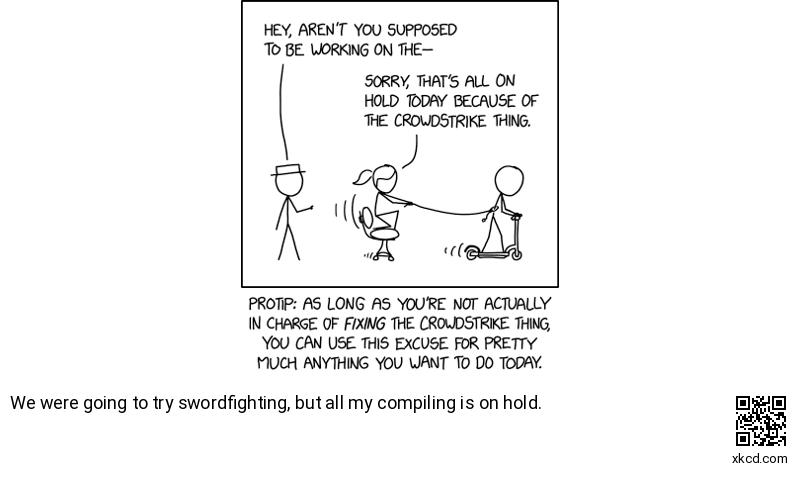 HEY, AREN'T YOU SUPPOSED
TO BE WORKING ON THE—
SORRY, THAT'S ALL ON
HOLD TODAY BECAUSE OF
THE CROWDSTRIKE THING.
PROTIP: AS LONG AS YOU'RE NOT ACTUALLY
IN CHARGE OF FIXING THE CROWDSTRIKE THING,
YOU CAN USE THIS EXCUSE FOR PRETTY
MUCH ANYTHING YOU WANT TO DO TODAY.
We were going to try swordfighting, but all my compiling is on hold.
xkcd.com